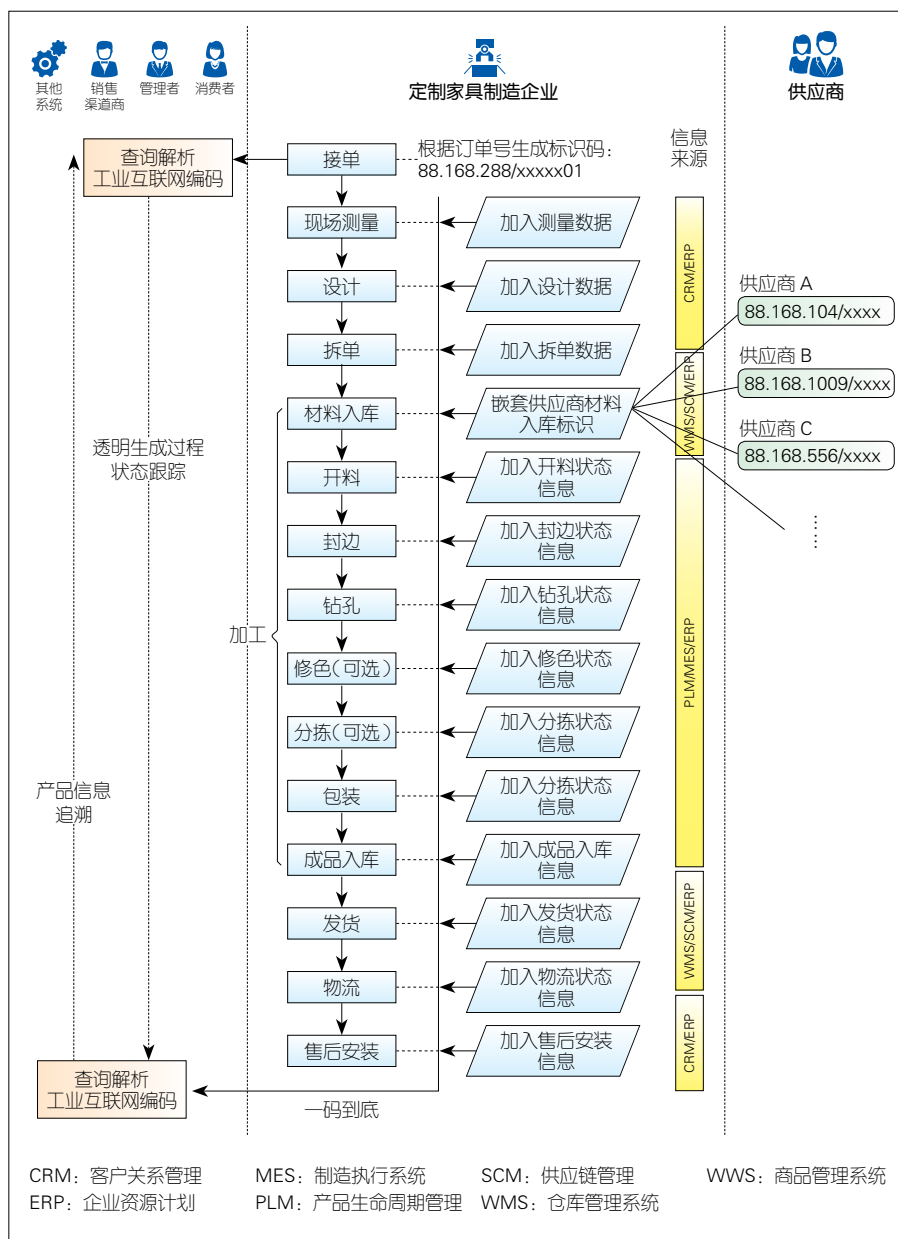 其他
系统
销售
渠道商
管理者
消费者
定制家具制造企业
供应商
查询解析
工业互联网编码
接单
根据订单号生成标识码：
88.168.288/xxxxx01
信息
来源
现场测量
加入测量数据
设计
加入设计数据
拆单
加入拆单数据
CRM/ERP
供应商 A
88.168.104/xxxx
供应商 B
88.168.1009/xxxx
供应商 C
88.168.556/xxxx
……
材料入库
嵌套供应商材料
入库标识
WMS/SCM/ERP
透明生成过程
状态跟踪
开料
加入开料状态
信息
封边
加入封边状态
信息
钻孔
加入钻孔状态
信息
加工
修色（可选）
加入修色状态
信息
PLM/MES/ERP
分拣（可选）
加入分拣状态
信息
产品信息
追溯
包装
加入分拣状态
信息
成品入库
加入成品入库
信息
发货
加入发货状态
信息
WMS/SCM/ERP
物流
加入物流状态
信息
售后安装
加入售后安装
信息
CRM/ERP
查询解析
工业互联网编码
一码到底
CRM：客户关系管理 MES：制造执行系统 SCM：供应链管理 WWS：商品管理系统
ERP：企业资源计划 PLM：产品生命周期管理 WMS：仓库管理系统